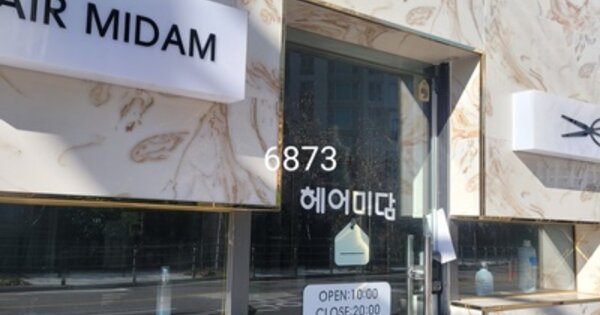 AIR MIDAM
6873
헤어미담
OPEN:10:00
CLOSE:20:00